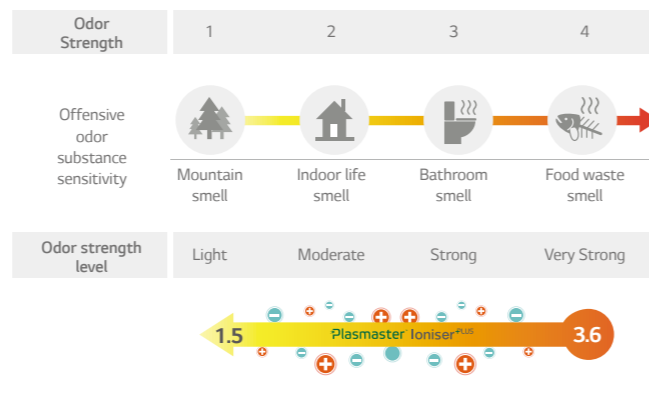 Odor
Strength
1
2
3
4
Offensive
odor
substance
sensitivity
Mountain
smell
Indoor life
smell
Bathroom
smell
Food waste
smell
Odor strength
level
Light
Moderate
Strong
Very Strong
1.5
Plasmaster Ioniser PLUS
3.6